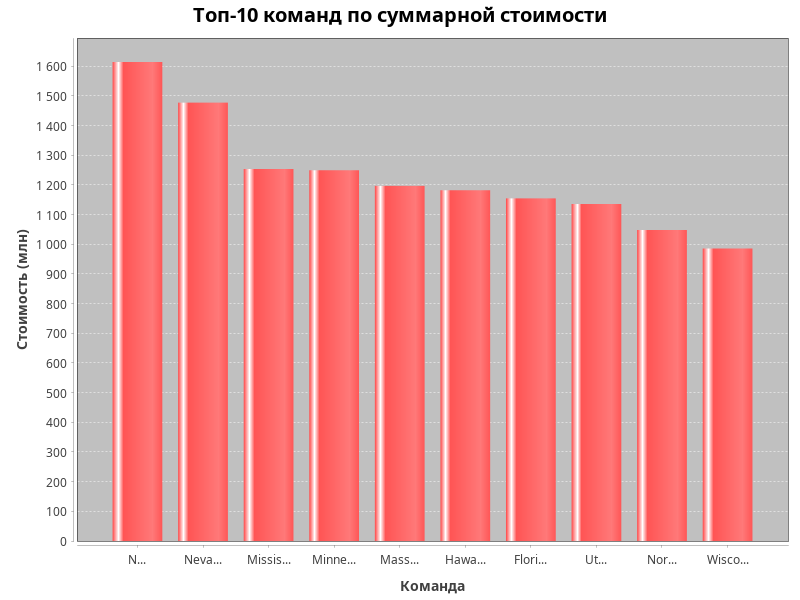 Топ-10 команд по суммарной стоимости
Стоимость (млн)
1 600
1 500
1 400
1 300
1 200
1 100
1 000
900
800
700
600
500
400
300
200
100
0
N...
Neva...
Missis...
Minne...
Mass...
Hawa...
Flori...
Ut...
Nor...
Wisco...
Команда